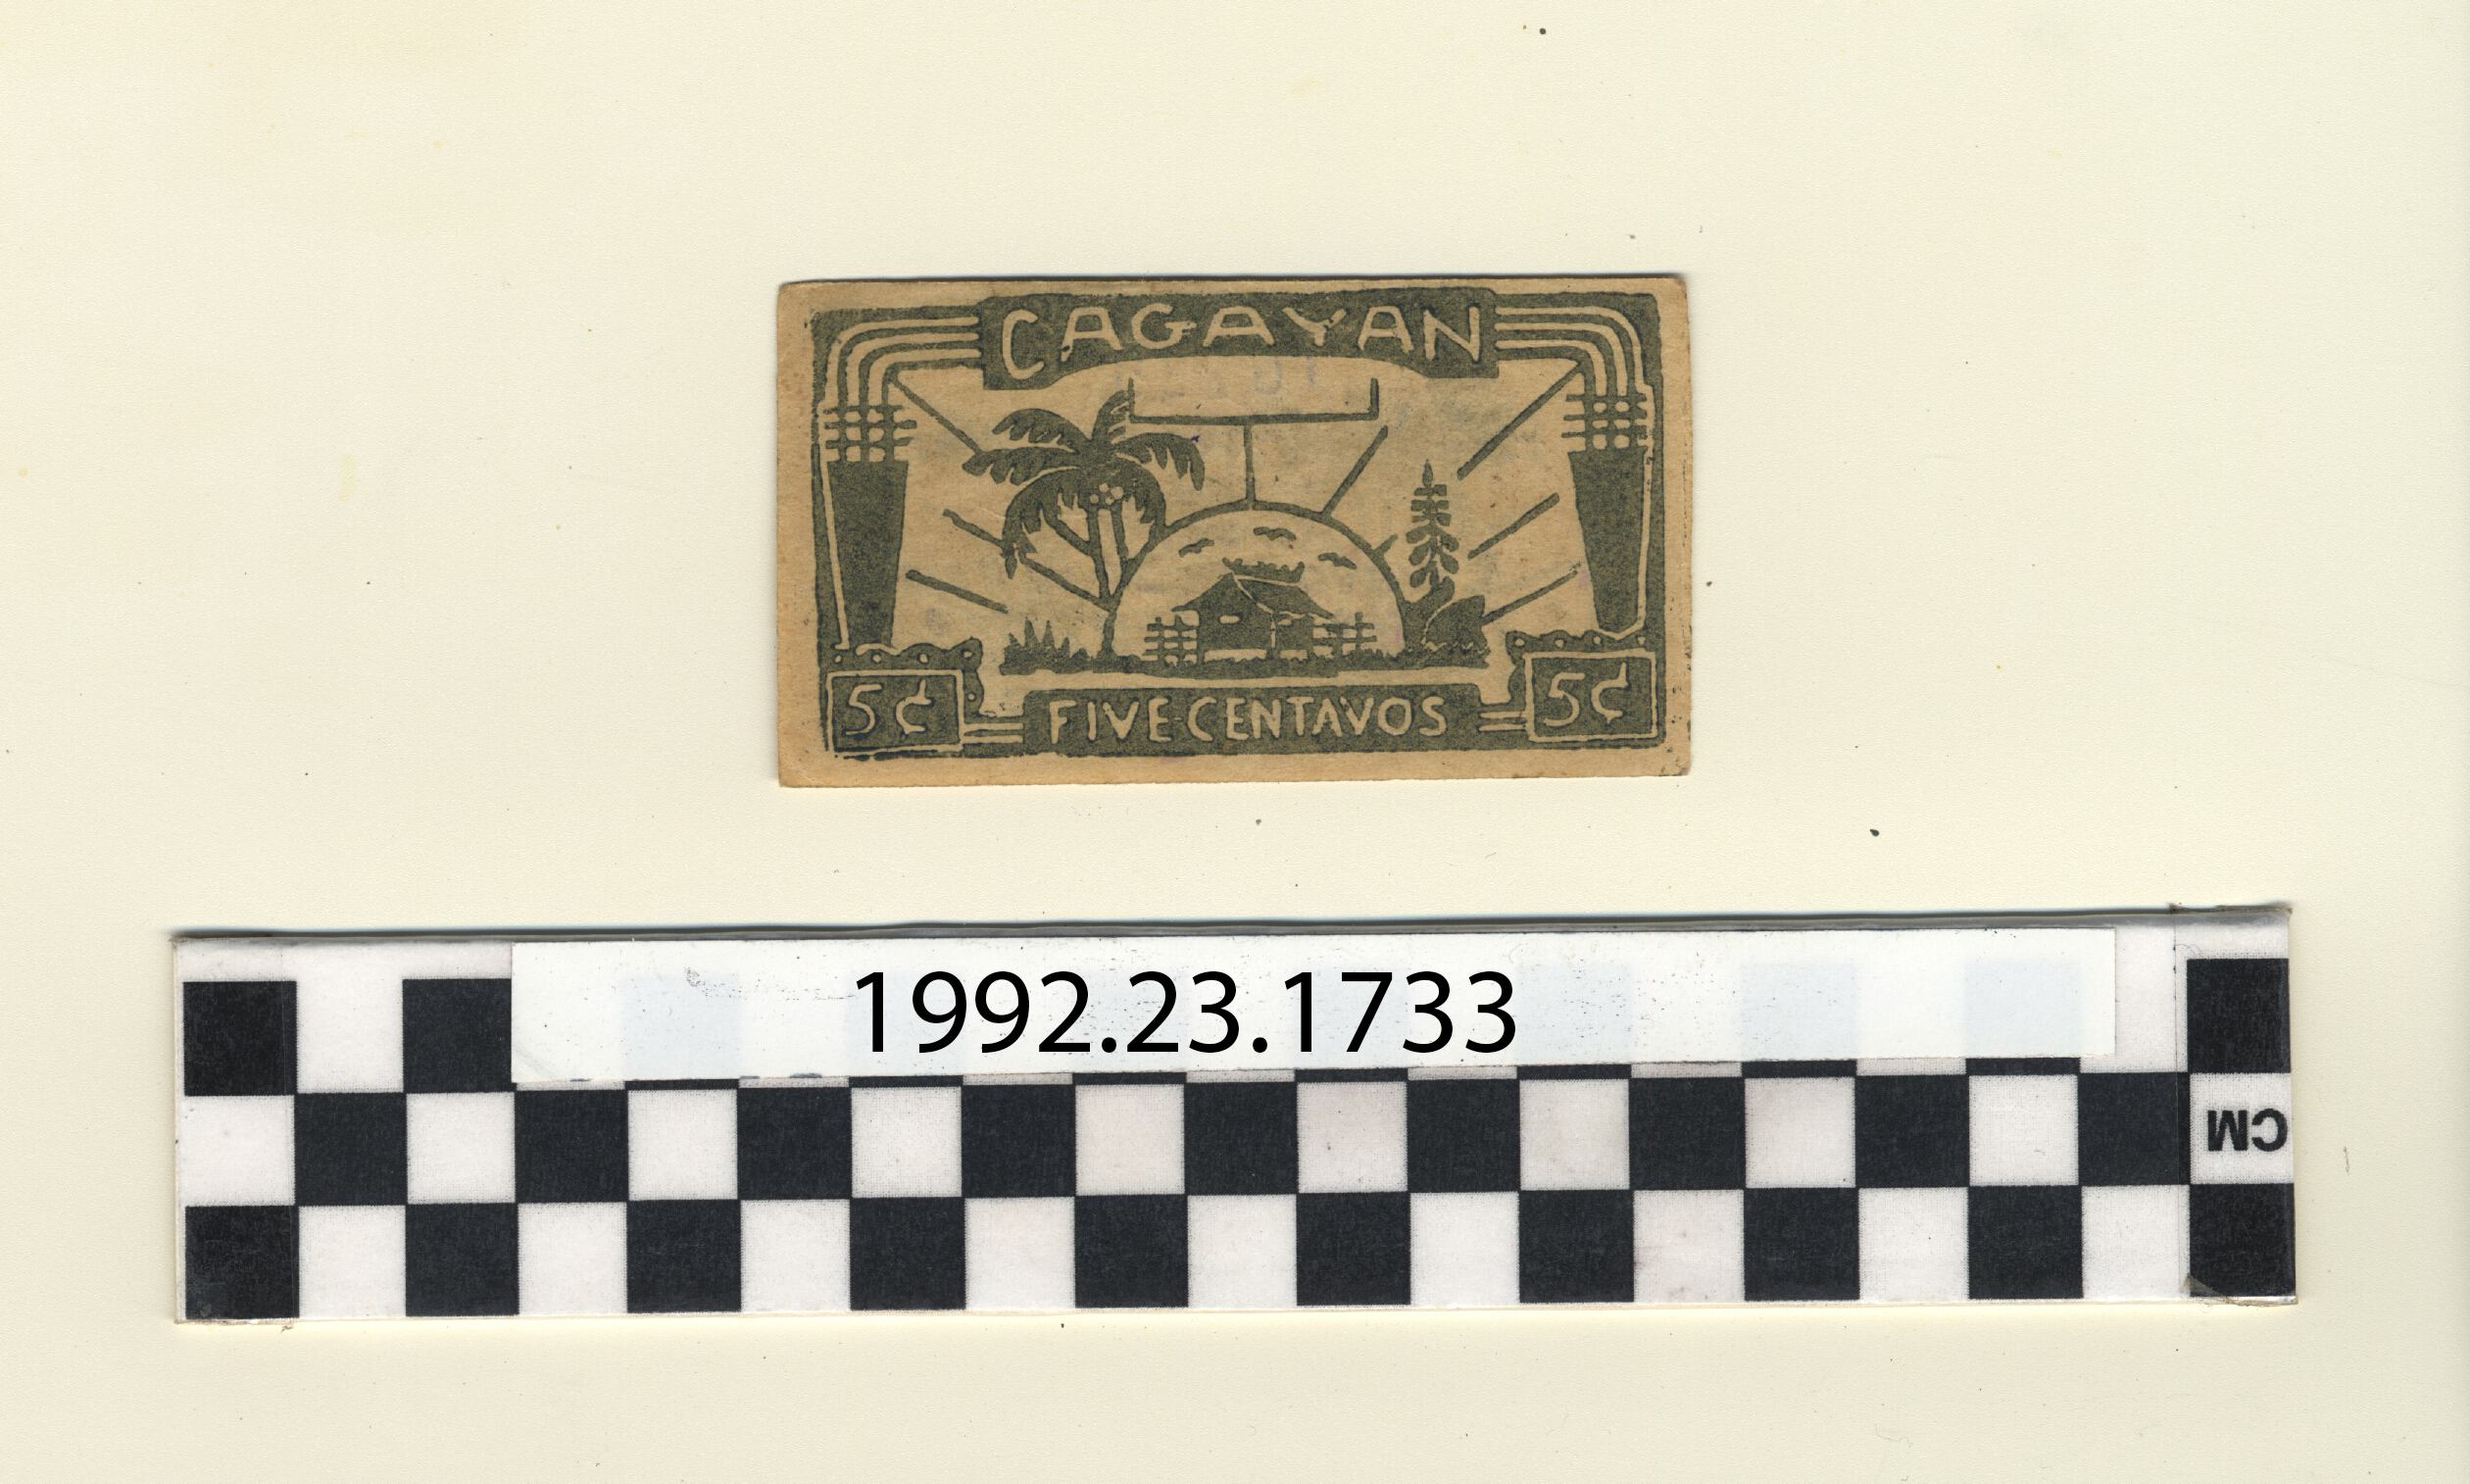 CAGAYAN
5¢ FIVE CENTAVOS 5¢
1992.23.1733
CM